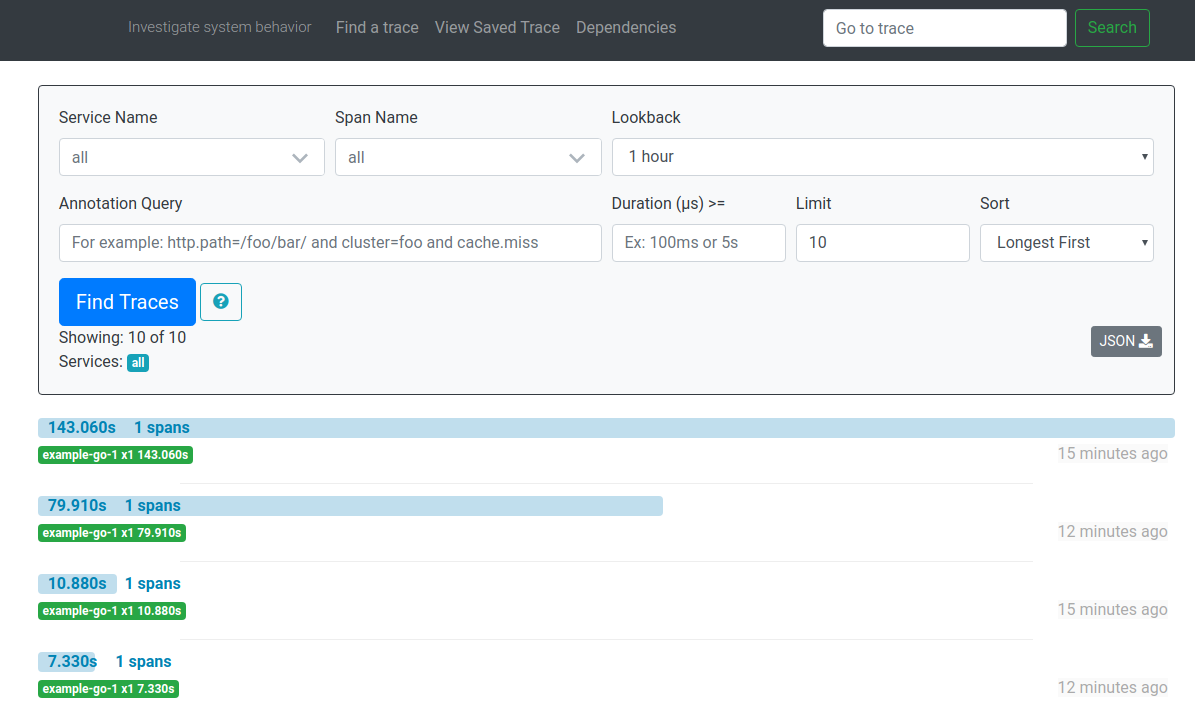 Investigate system behavior Find a trace View Saved Trace Dependencies Go to trace Search
Service Name Span Name Lookback
all all 1 hour
Annotation Query Duration (μs) >= Limit Sort
For example: http.path=/foo/bar/ and cluster=foo and cache.miss Ex: 100ms or 5s 10 Longest First
Find Traces ?
Showing: 10 of 10
JSON
Services: all
143.060s 1 spans
example-go-1 x1 143.060s 15 minutes ago
79.910s 1 spans
example-go-1 x1 79.910s 12 minutes ago
10.880s 1 spans
example-go-1 x1 10.880s 15 minutes ago
7.330s 1 spans
example-go-1 x1 7.330s 12 minutes ago